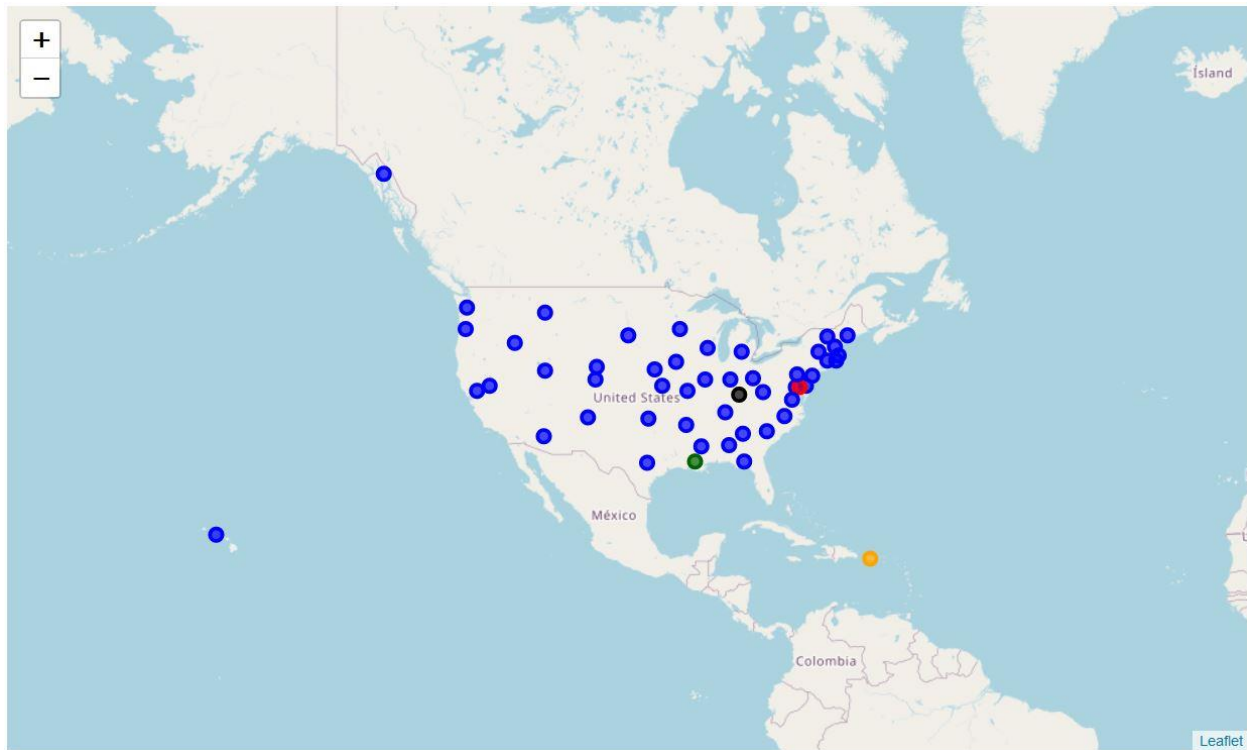 +
−
Ísland
United States
México
Colombia
Leaflet